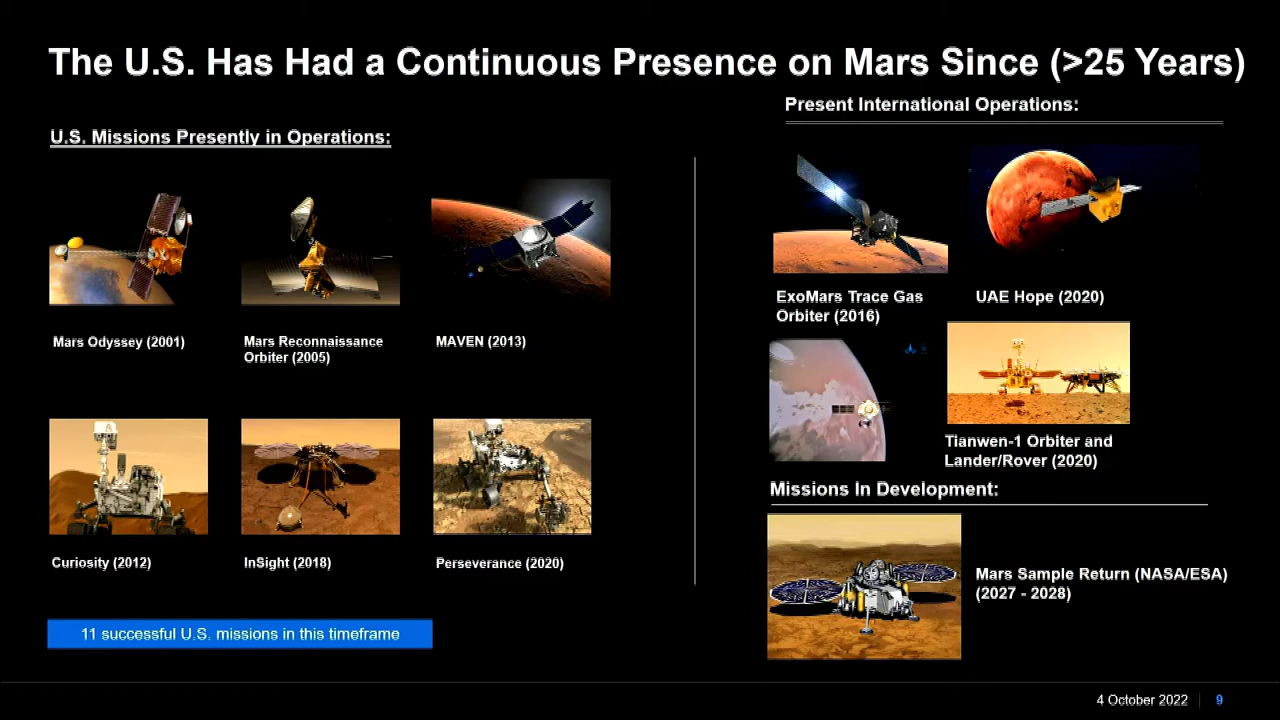 The U.S. Has Had a Continuous Presence on Mars Since (>25 Years)
U.S. Missions Presently in Operations:
Mars Odyssey (2001)
Mars Reconnaissance
Orbiter (2005)
MAVEN (2013)
Curiosity (2012)
InSight (2018)
Perseverance (2020)
11 successful U.S. missions in this timeframe
Present International Operations:
ExoMars Trace Gas
Orbiter (2016)
UAE Hope (2020)
Tianwen-1 Orbiter and
Lander/Rover (2020)
Missions In Development:
Mars Sample Return (NASA/ESA)
(2027 - 2028)
4 October 2022
9